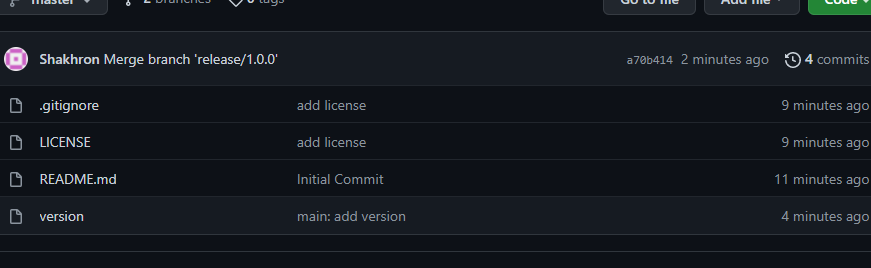 master 2 branches 0 tags Go to file Add file Code
Shakhron Merge branch 'release/1.0.0' a70b414 2 minutes ago 4 commits
.gitignore add license 9 minutes ago
LICENSE add license 9 minutes ago
README.md Initial Commit 11 minutes ago
version main: add version 4 minutes ago